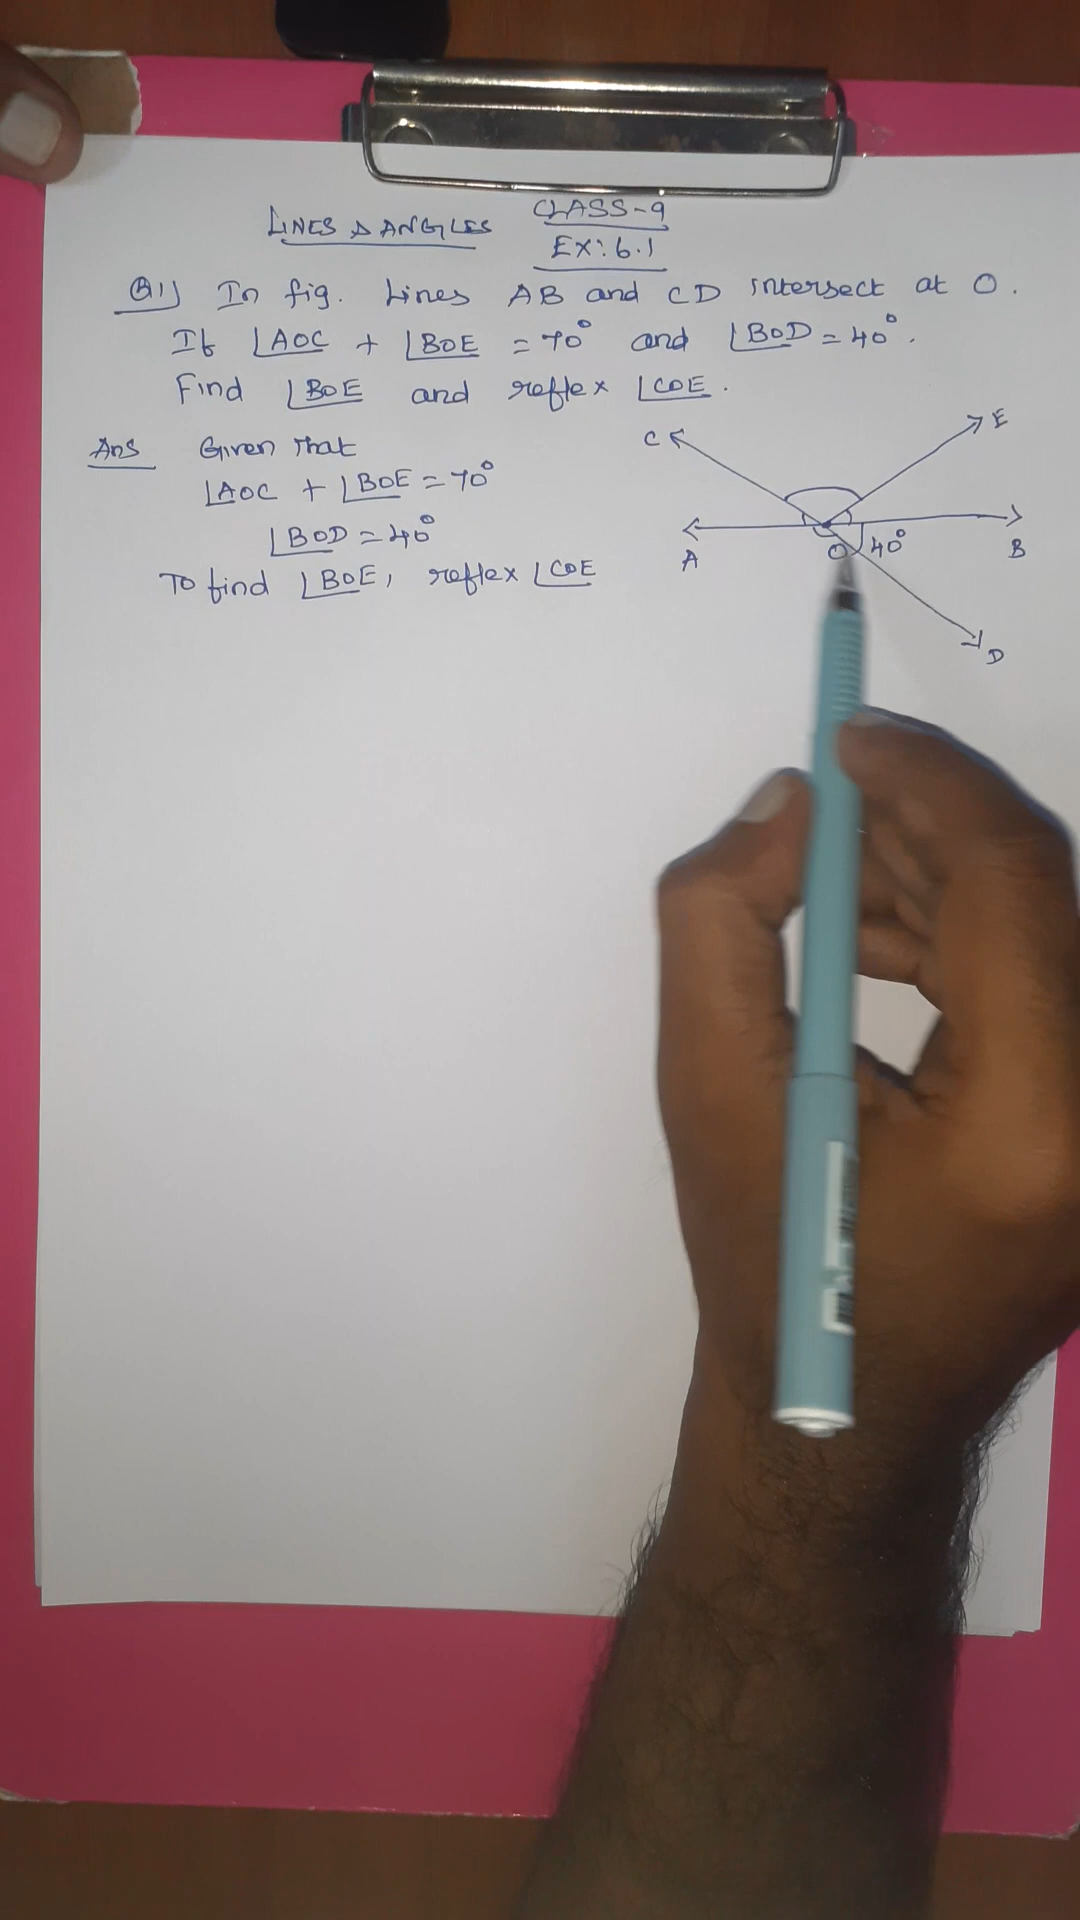 LINES & ANGLES CLASS-9
EX: 6.1
Q1) In fig. Lines AB and CD intersect at O.
If ∠AOC + ∠BOE = 70° and ∠BOD = 40°.
Find ∠BOE and reflex ∠COE.
Ans Given that
∠AOC + ∠BOE = 70°
∠BOD = 40°
To find ∠BOE, reflex ∠COE
C E
A O 40° B
D